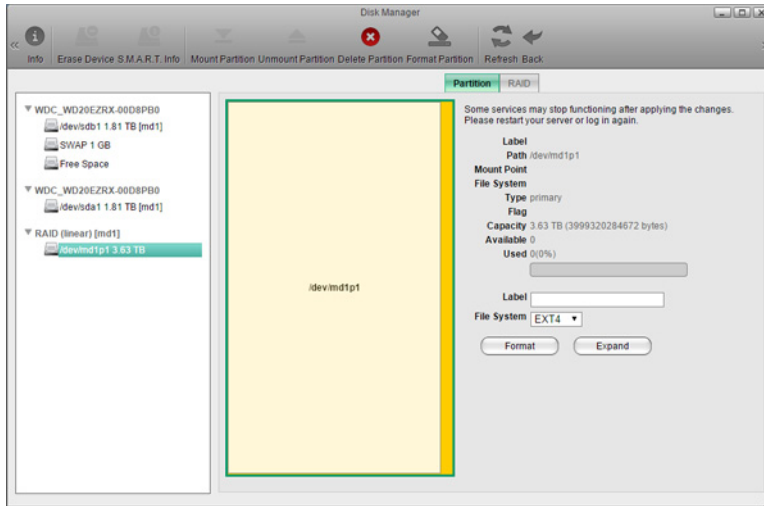 Disk Manager
Info Erase Device S.M.A.R.T. Info Mount Partition Unmount Partition Delete Partition Format Partition Refresh Back
Partition RAID
WDC_WD20EZRX-00D8PB0
/dev/sdb1 1.81 TB [md1]
SWAP 1 GB
Free Space
WDC_WD20EZRX-00D8PB0
/dev/sda1 1.81 TB [md1]
RAID (linear) [md1]
/dev/md1p1 3.63 TB
/dev/md1p1
Some services may stop functioning after applying the changes.
Please restart your server or log in again.
Label
Path /dev/md1p1
Mount Point
File System
Type primary
Flag
Capacity 3.63 TB (3999320284672 bytes)
Available 0
Used 0(0%)
Label
File System EXT4
Format Expand